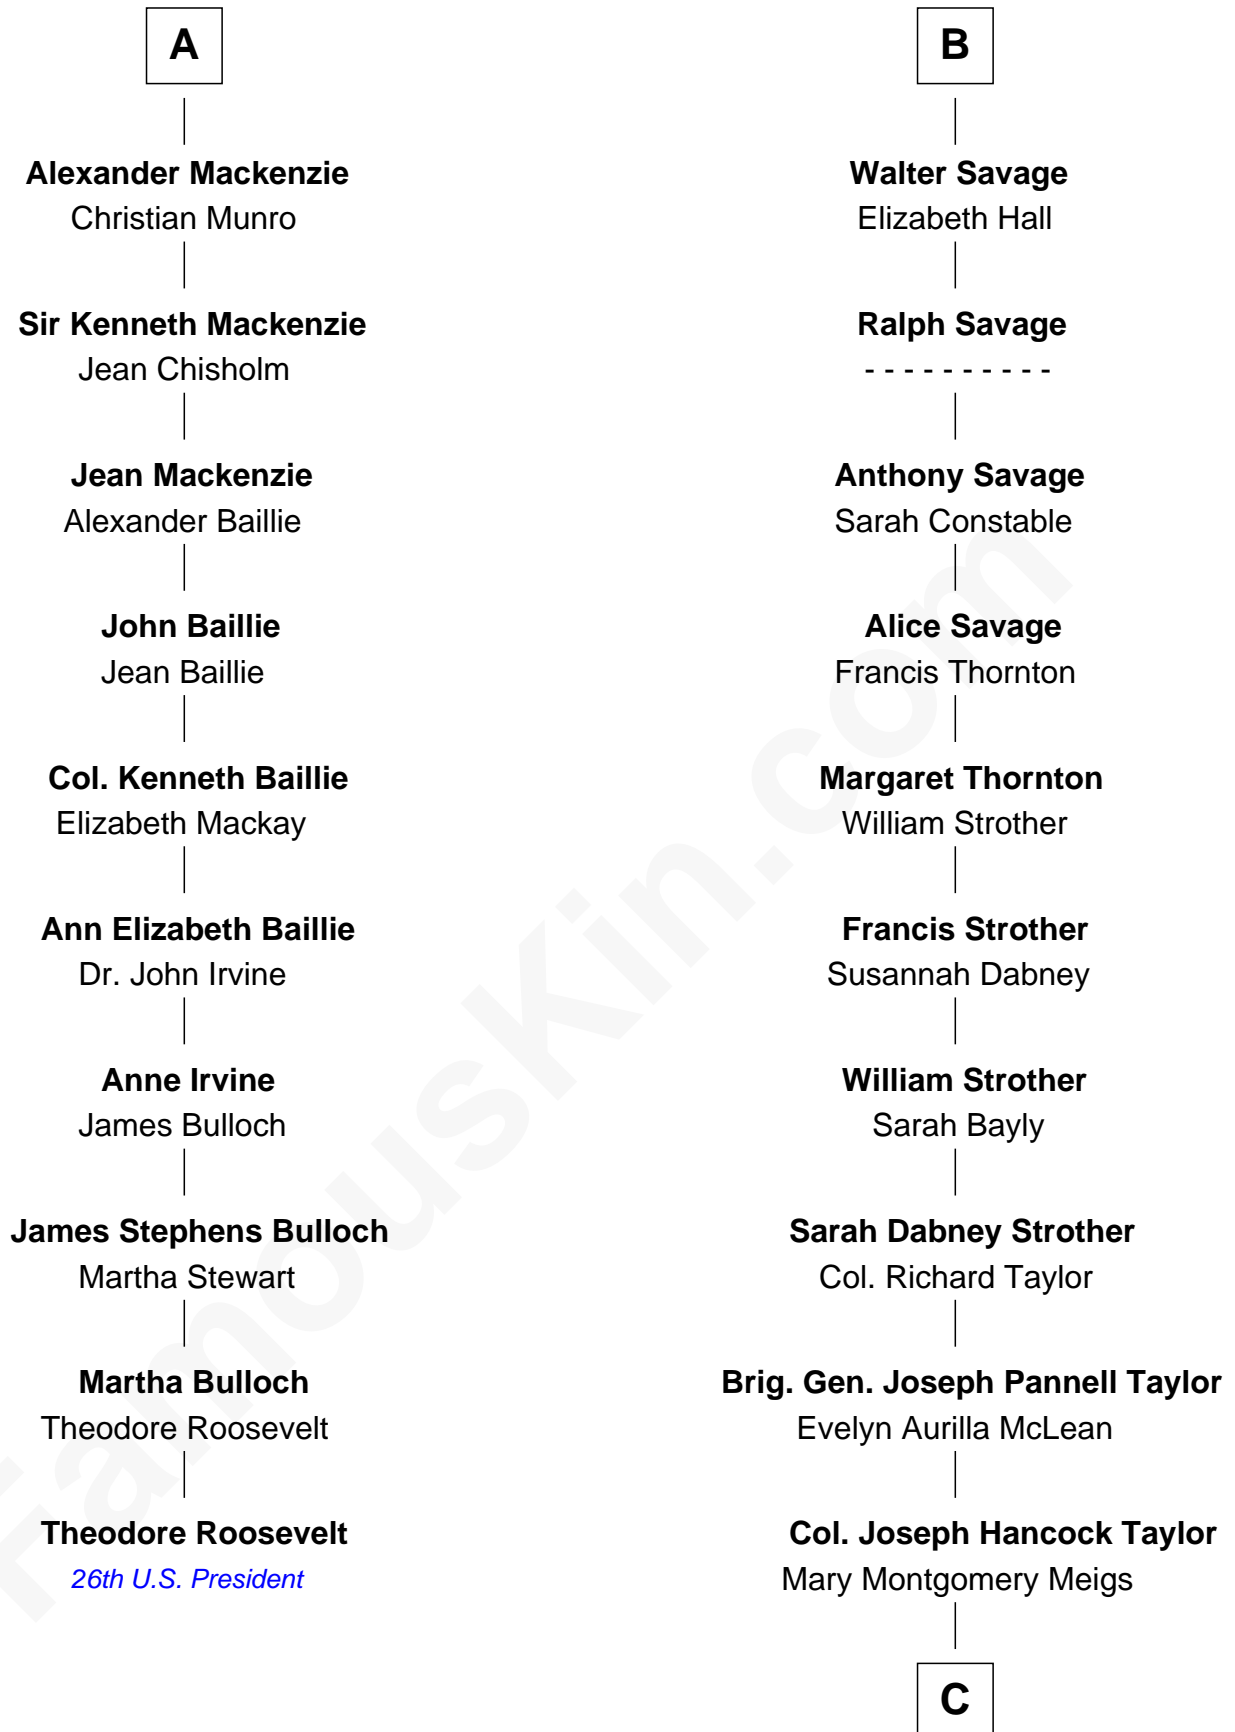 A
Alexander Mackenzie
Christian Munro
Sir Kenneth Mackenzie
Jean Chisholm
Jean Mackenzie
Alexander Baillie
John Baillie
Jean Baillie
Col. Kenneth Baillie
Elizabeth Mackay
Ann Elizabeth Baillie
Dr. John Irvine
Anne Irvine
James Bulloch
James Stephens Bulloch
Martha Stewart
Martha Bulloch
Theodore Roosevelt
Theodore Roosevelt
26th U.S. President
B
Walter Savage
Elizabeth Hall
Ralph Savage
- - - - - - - - - -
Anthony Savage
Sarah Constable
Alice Savage
Francis Thornton
Margaret Thornton
William Strother
Francis Strother
Susannah Dabney
William Strother
Sarah Bayly
Sarah Dabney Strother
Col. Richard Taylor
Brig. Gen. Joseph Pannell Taylor
Evelyn Aurilla McLean
Col. Joseph Hancock Taylor
Mary Montgomery Meigs
C
FamousKin.com